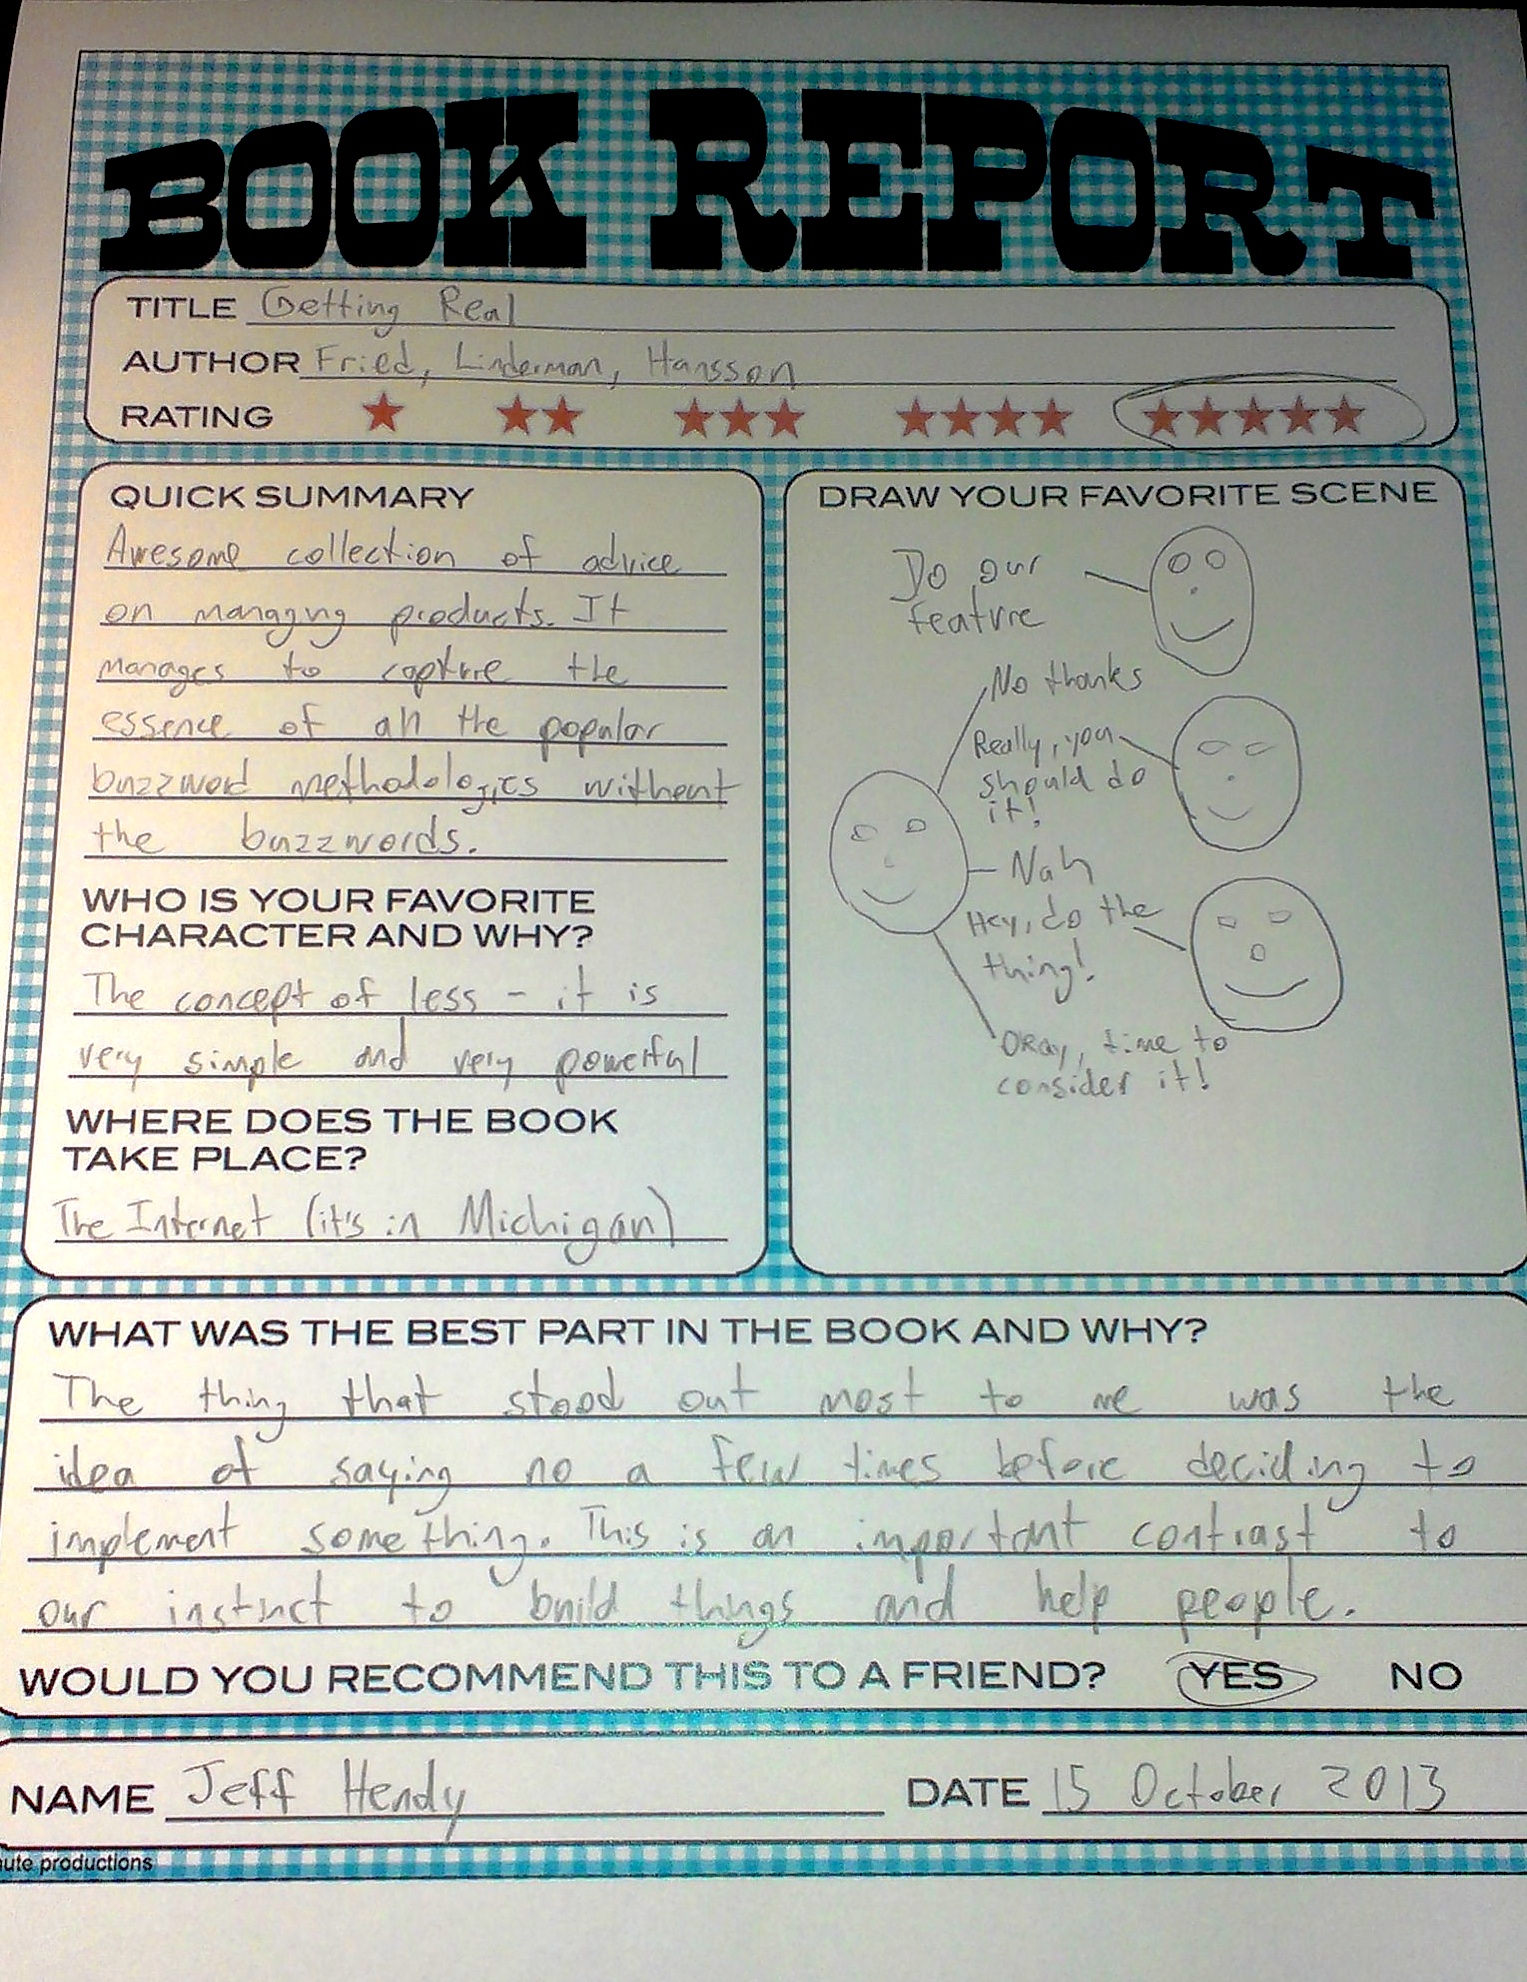 BOOK REPORT
TITLE Getting Real
AUTHOR Fried, Linderman, Hansson
RATING
QUICK SUMMARY
Awesome collection of advice
on managing products. It
manages to capture the
essence of all the popular
buzzword methodologies without
the buzzwords.
WHO IS YOUR FAVORITE
CHARACTER AND WHY?
The concept of less - it is
very simple and very powerful
WHERE DOES THE BOOK
TAKE PLACE?
The Internet (it's in Michigan)
DRAW YOUR FAVORITE SCENE
Do our
feature
No thanks
Really, you
should do
it!
Nah
Hey, do the
thing!
Okay, time to
consider it!
WHAT WAS THE BEST PART IN THE BOOK AND WHY?
The thing that stood out most to me was the
idea of saying no a few times before deciding to
implement something. This is an important contrast to
our instinct to build things and help people.
WOULD YOU RECOMMEND THIS TO A FRIEND? YES NO
NAME Jeff Hendy DATE 15 October 2013
ute productions